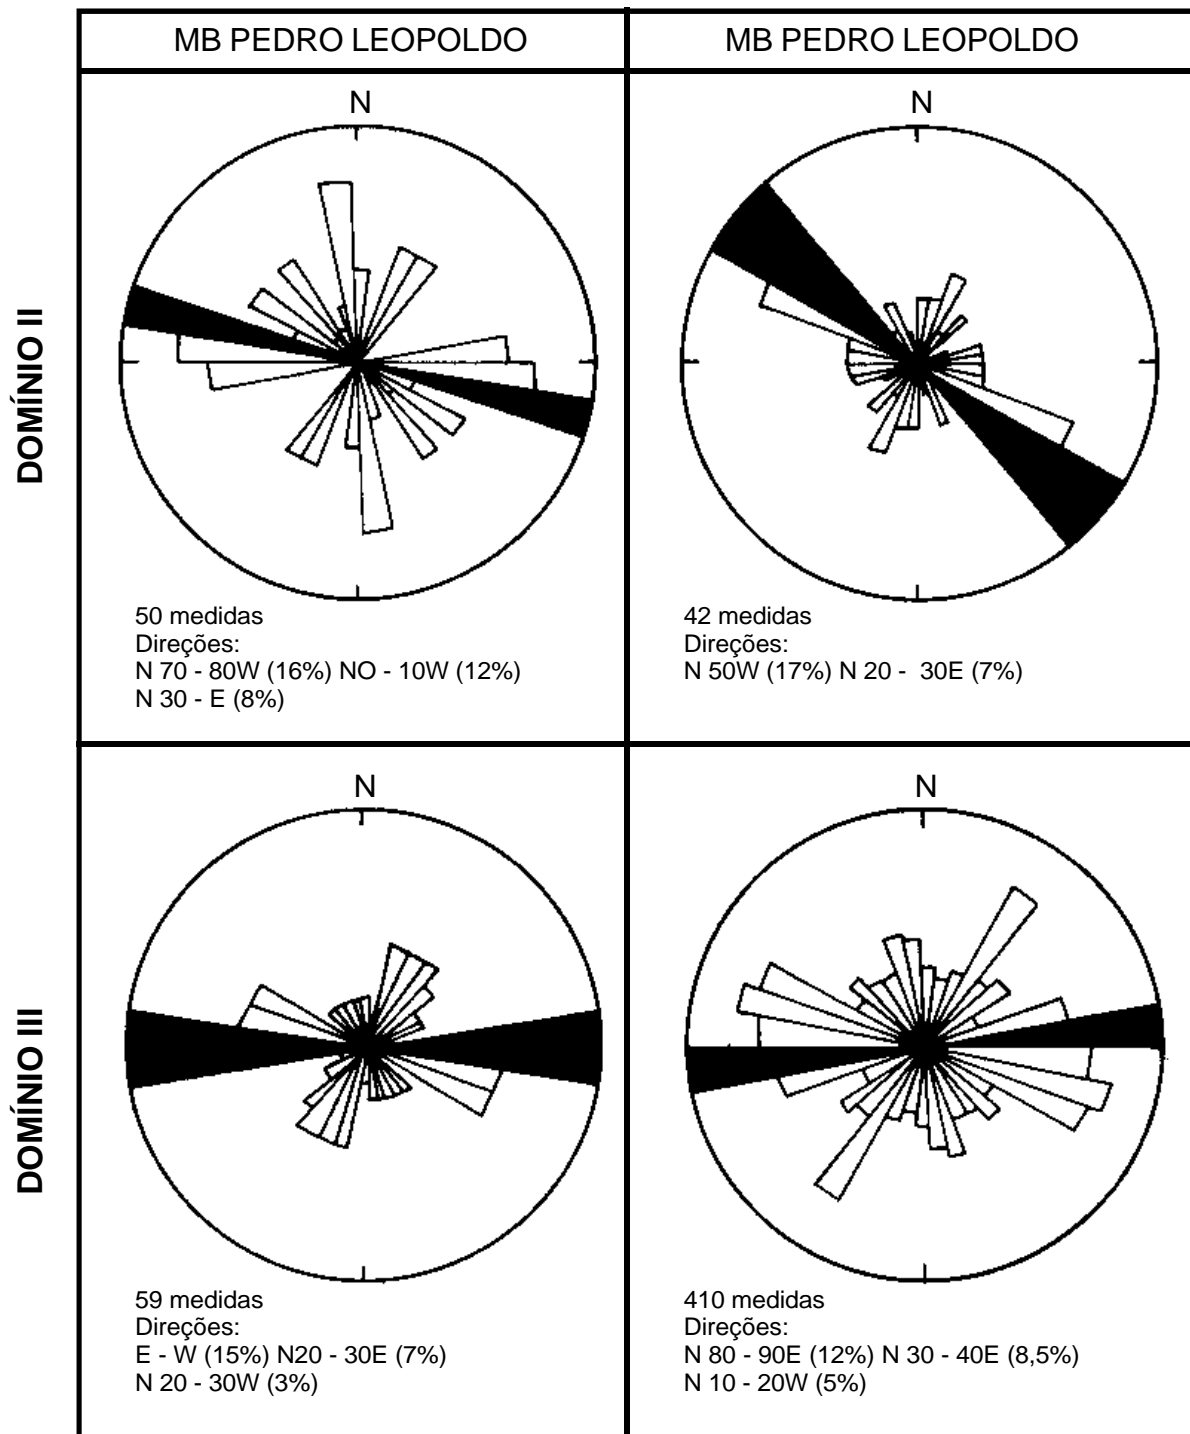 MB PEDRO LEOPOLDO
MB PEDRO LEOPOLDO
DOMÍNIO II
N
50 medidas
Direções:
N 70 - 80W (16%) NO - 10W (12%)
N 30 - E (8%)
N
42 medidas
Direções:
N 50W (17%) N 20 - 30E (7%)
DOMÍNIO III
N
59 medidas
Direções:
E - W (15%) N20 - 30E (7%)
N 20 - 30W (3%)
N
410 medidas
Direções:
N 80 - 90E (12%) N 30 - 40E (8,5%)
N 10 - 20W (5%)